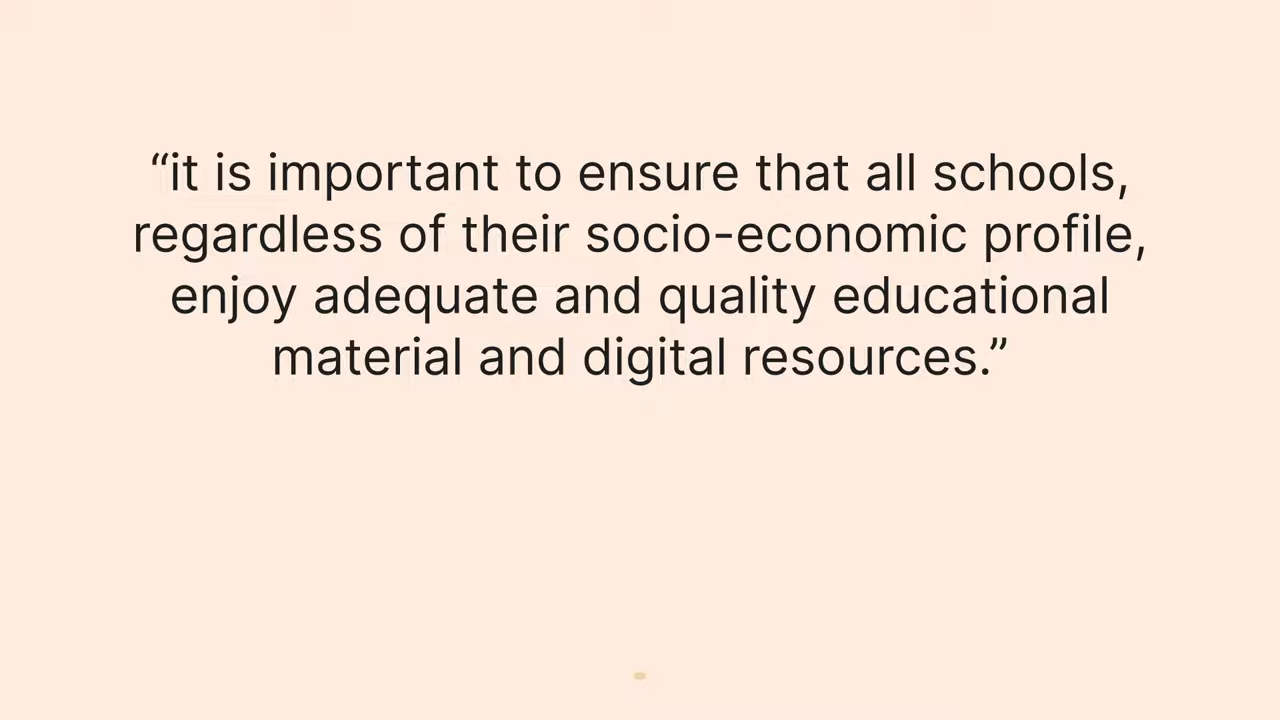 “it is important to ensure that all schools,
regardless of their socio-economic profile,
enjoy adequate and quality educational
material and digital resources.”